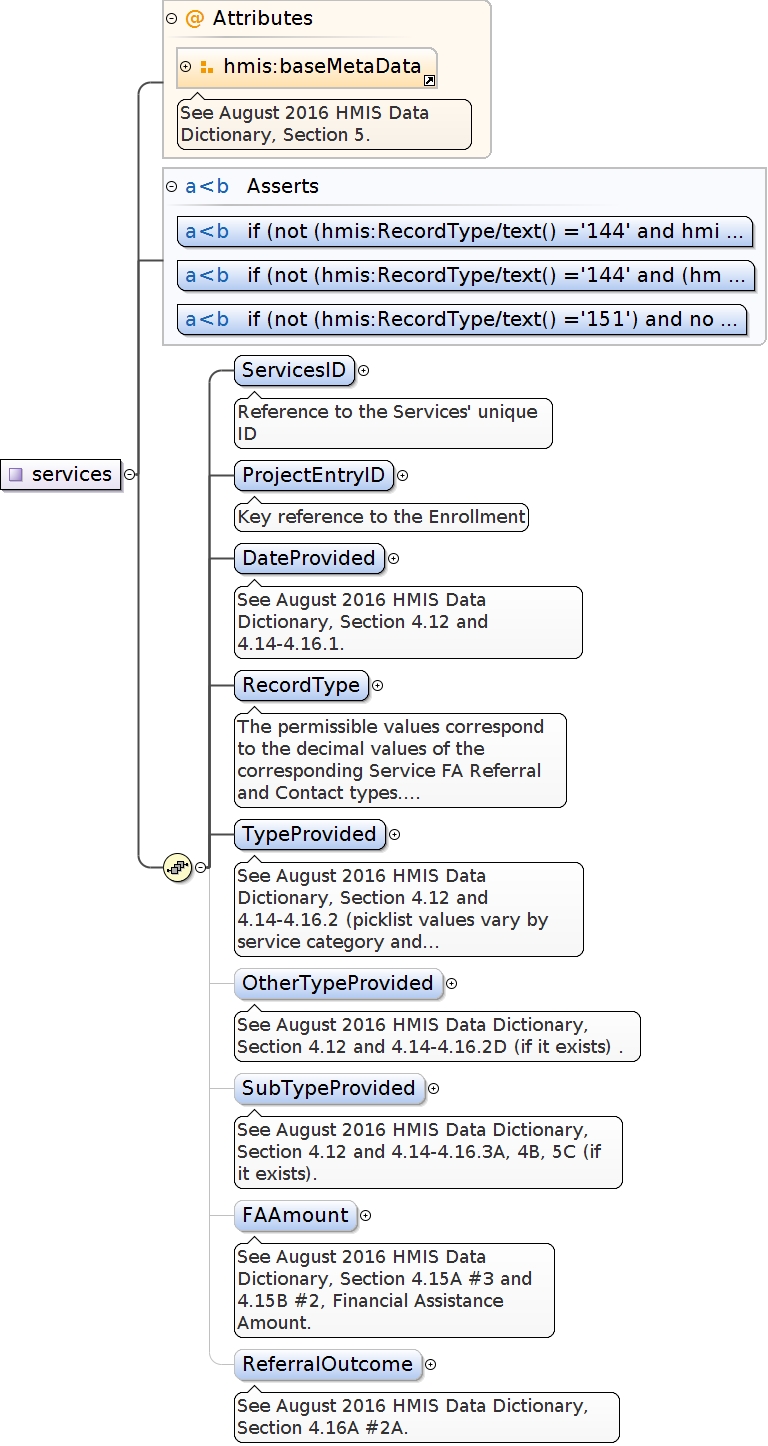 @ Attributes
hmis:baseMetaData
See August 2016 HMIS Data
Dictionary, Section 5.
a<b Asserts
a<b if (not (hmis:RecordType/text() ='144' and hmi ...
a<b if (not (hmis:RecordType/text() ='144' and (hm ...
a<b if (not (hmis:RecordType/text() ='151') and no ...
services
ServicesID
Reference to the Services' unique
ID
ProjectEntryID
Key reference to the Enrollment
DateProvided
See August 2016 HMIS Data
Dictionary, Section 4.12 and
4.14-4.16.1.
RecordType
The permissible values correspond
to the decimal values of the
corresponding Service FA Referral
and Contact types....
TypeProvided
See August 2016 HMIS Data
Dictionary, Section 4.12 and
4.14-4.16.2 (picklist values vary by
service category and...
OtherTypeProvided
See August 2016 HMIS Data Dictionary,
Section 4.12 and 4.14-4.16.2D (if it exists) .
SubTypeProvided
See August 2016 HMIS Data Dictionary,
Section 4.12 and 4.14-4.16.3A, 4B, 5C (if
it exists).
FAAmount
See August 2016 HMIS Data
Dictionary, Section 4.15A #3 and
4.15B #2, Financial Assistance
Amount.
ReferralOutcome
See August 2016 HMIS Data Dictionary,
Section 4.16A #2A.